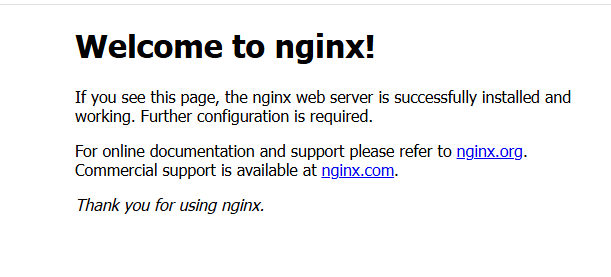 Welcome to nginx!
If you see this page, the nginx web server is successfully installed and
working. Further configuration is required.
For online documentation and support please refer to nginx.org.
Commercial support is available at nginx.com.
Thank you for using nginx.